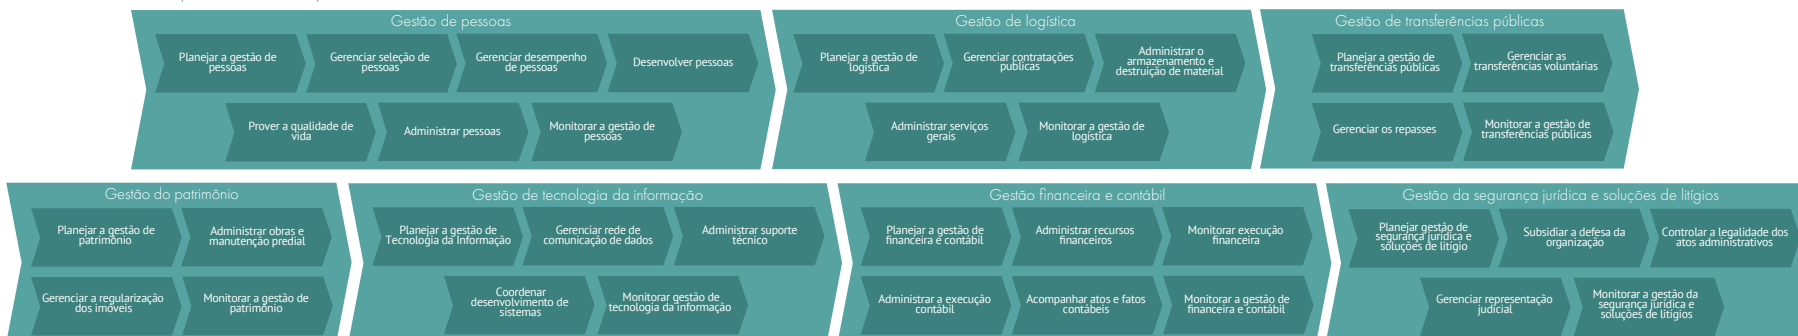 Gestão de pessoas
Planejar a gestão de
pessoas
Gerenciar seleção de
pessoas
Gerenciar desempenho
de pessoas
Desenvolver pessoas
Prover a qualidade de
vida
Administrar pessoas
Monitorar a gestão de
pessoas
Gestão de logística
Planejar a gestão de
logística
Gerenciar contratações
públicas
Administrar o
armazenamento e
destruição de material
Administrar serviços
gerais
Monitorar a gestão de
logística
Gestão de transferências públicas
Planejar a gestão de
transferências públicas
Gerenciar as
transferências voluntárias
Gerenciar os repasses
Monitorar a gestão de
transferências públicas
Gestão do patrimônio
Planejar a gestão de
patrimônio
Administrar obras e
manutenção predial
Gerenciar a regularização
dos imóveis
Monitorar a gestão de
patrimônio
Gestão de tecnologia da informação
Planejar a gestão de
Tecnologia da Informação
Gerenciar rede de
comunicação de dados
Administrar suporte
técnico
Coordenar
desenvolvimento de
sistemas
Monitorar gestão de
tecnologia da informação
Gestão financeira e contábil
Planejar a gestão de
financeira e contábil
Administrar recursos
financeiros
Monitorar execução
financeira
Administrar a execução
contábil
Acompanhar atos e fatos
contábeis
Monitorar a gestão de
financeira e contábil
Gestão da segurança jurídica e soluções de litígios
Planejar gestão de
segurança jurídica e
soluções de litígio
Subsidiar a defesa da
organização
Controlar a legalidade dos
atos administrativos
Gerenciar representação
judicial
Monitorar a gestão da
segurança jurídica e
soluções de litígios